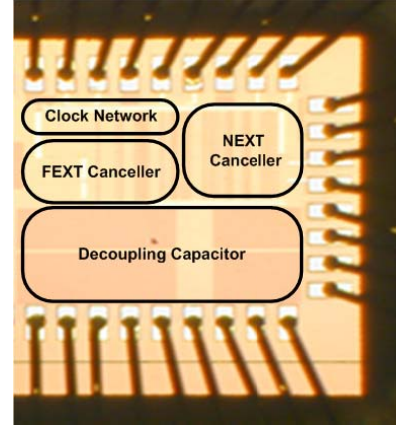 Clock Network
NEXT
Canceller
FEXT Canceller
Decoupling Capacitor